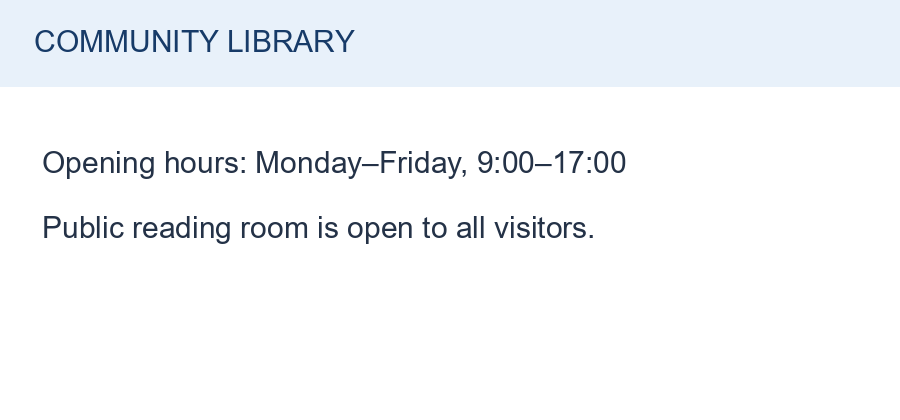 COMMUNITY LIBRARY
Opening hours: Monday–Friday, 9:00–17:00
Public reading room is open to all visitors.